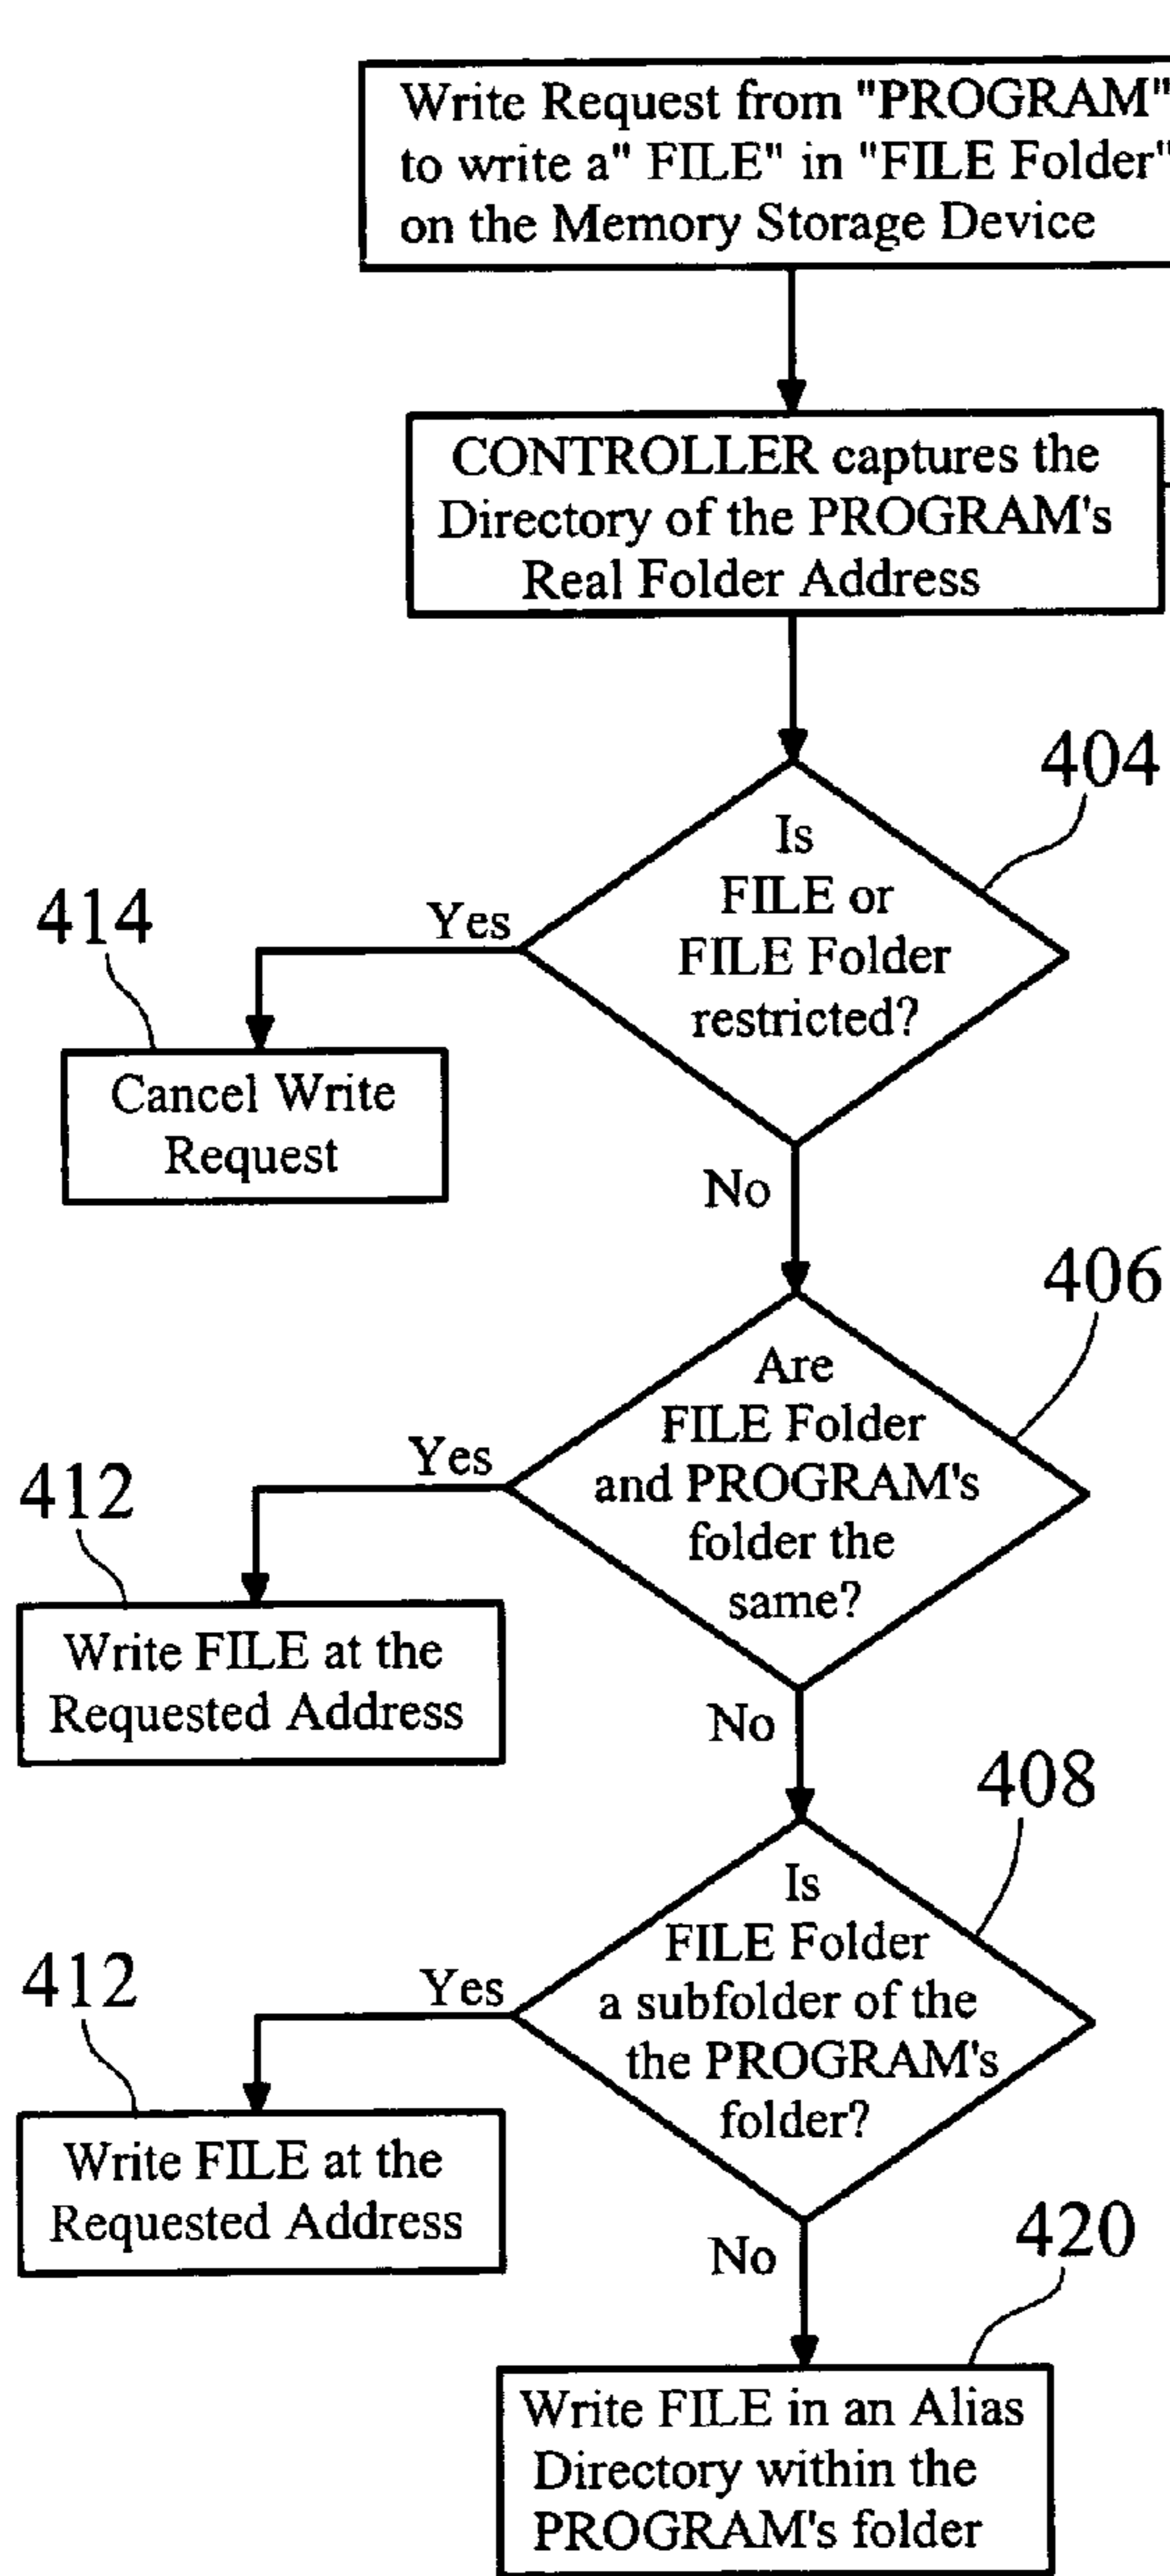 Write Request from "PROGRAM"
to write a" FILE" in "FILE Folder"
on the Memory Storage Device
CONTROLLER captures the
Directory of the PROGRAM's
Real Folder Address
404
Is
FILE or
FILE Folder
restricted?
Yes
414
Cancel Write
Request
No
406
Are
FILE Folder
and PROGRAM's
folder the
same?
Yes
412
Write FILE at the
Requested Address
No
408
Is
FILE Folder
a subfolder of the
the PROGRAM's
folder?
Yes
412
Write FILE at the
Requested Address
No
420
Write FILE in an Alias
Directory within the
PROGRAM's folder